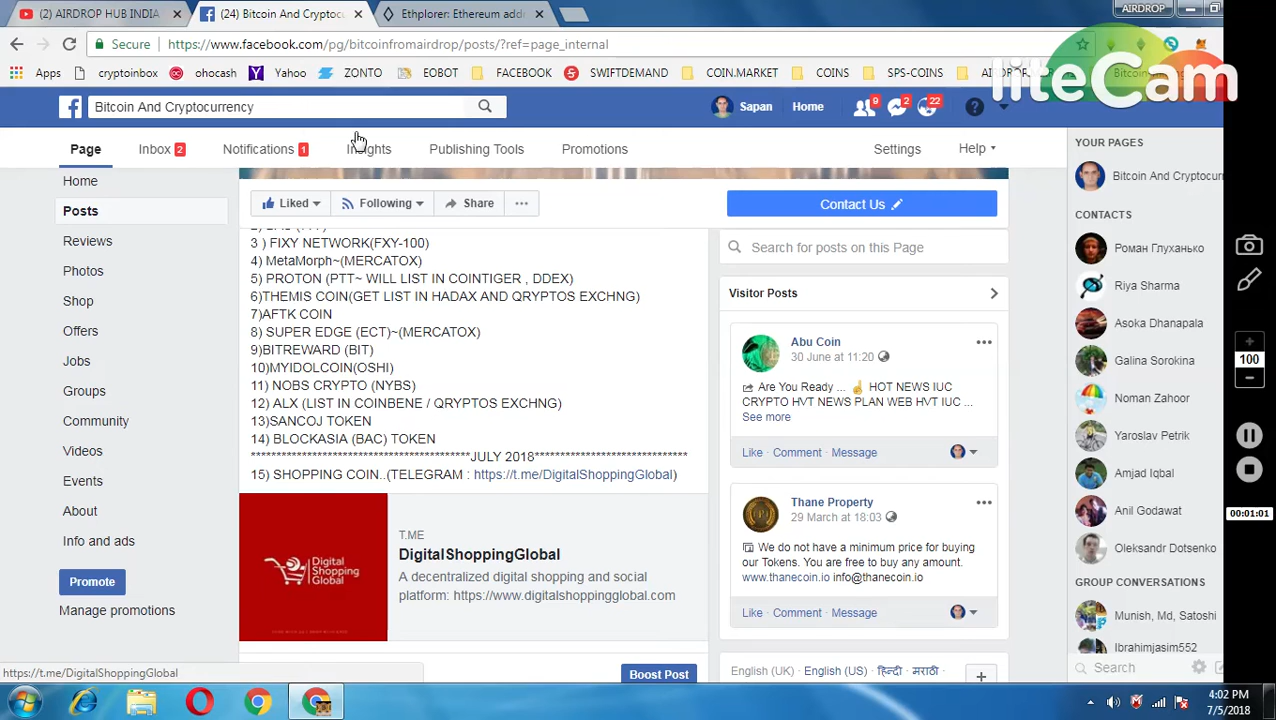 (2) AIRDROP HUB INDIA
(24) Bitcoin And Cryptoc
Ethplorer: Ethereum add
AIRDROP
Secure
https://www.facebook.com/pg/bitcoinfromairdrop/posts/?ref=page_internal
Apps cryptoinbox ohocash Yahoo ZONTO EOBOT FACEBOOK SWIFTDEMAND COIN.MARKET COINS SPS-COINS
liteCam
Bitcoin And Cryptocurrency
Sapan Home 9 2 22
Page Inbox 2 Notifications 1 Insights Publishing Tools Promotions Settings Help
Home
Posts
Reviews
Photos
Shop
Offers
Jobs
Groups
Community
Videos
Events
About
Info and ads
Promote
Manage promotions
Liked Following Share ...
Contact Us
3 ) FIXY NETWORK(FXY-100)
4) MetaMorph~(MERCATOX)
5) PROTON (PTT~ WILL LIST IN COINTIGER , DDEX)
6)THEMIS COIN(GET LIST IN HADAX AND QRYPTOS EXCHNG)
7)AFTK COIN
8) SUPER EDGE (ECT)~(MERCATOX)
9)BITREWARD (BIT)
10)MYIDOLCOIN(OSHI)
11) NOBS CRYPTO (NYBS)
12) ALX (LIST IN COINBENE / QRYPTOS EXCHNG)
13)SANCOJ TOKEN
14) BLOCKASIA (BAC) TOKEN
******************************************JULY 2018*****************************
15) SHOPPING COIN..(TELEGRAM : https://t.me/DigitalShoppingGlobal)
Digital
Shopping
Global
T.ME
DigitalShoppingGlobal
A decentralized digital shopping and social
platform: https://www.digitalshoppingglobal.com
Boost Post
Search for posts on this Page
Visitor Posts
Abu Coin
30 June at 11:20
Are You Ready ... ☝ HOT NEWS IUC
CRYPTO HVT NEWS PLAN WEB HVT IUC ...
See more
Like · Comment · Message
Thane Property
29 March at 18:03
We do not have a minimum price for buying
our Tokens. You are free to buy any amount.
www.thanecoin.io info@thanecoin.io
Like · Comment · Message
English (UK) · English (US) · हिन्दी · मराठी ·
YOUR PAGES
Bitcoin And Cryptocurr
CONTACTS
Роман Глуханько
Riya Sharma
Asoka Dhanapala
Galina Sorokina
Noman Zahoor
Yaroslav Petrik
Amjad Iqbal
Anil Godawat
Oleksandr Dotsenko
GROUP CONVERSATIONS
Munish, Md, Satoshi
Ibrahimjasim552
Search
100
00:01:01
https://t.me/DigitalShoppingGlobal
4:02 PM
7/5/2018